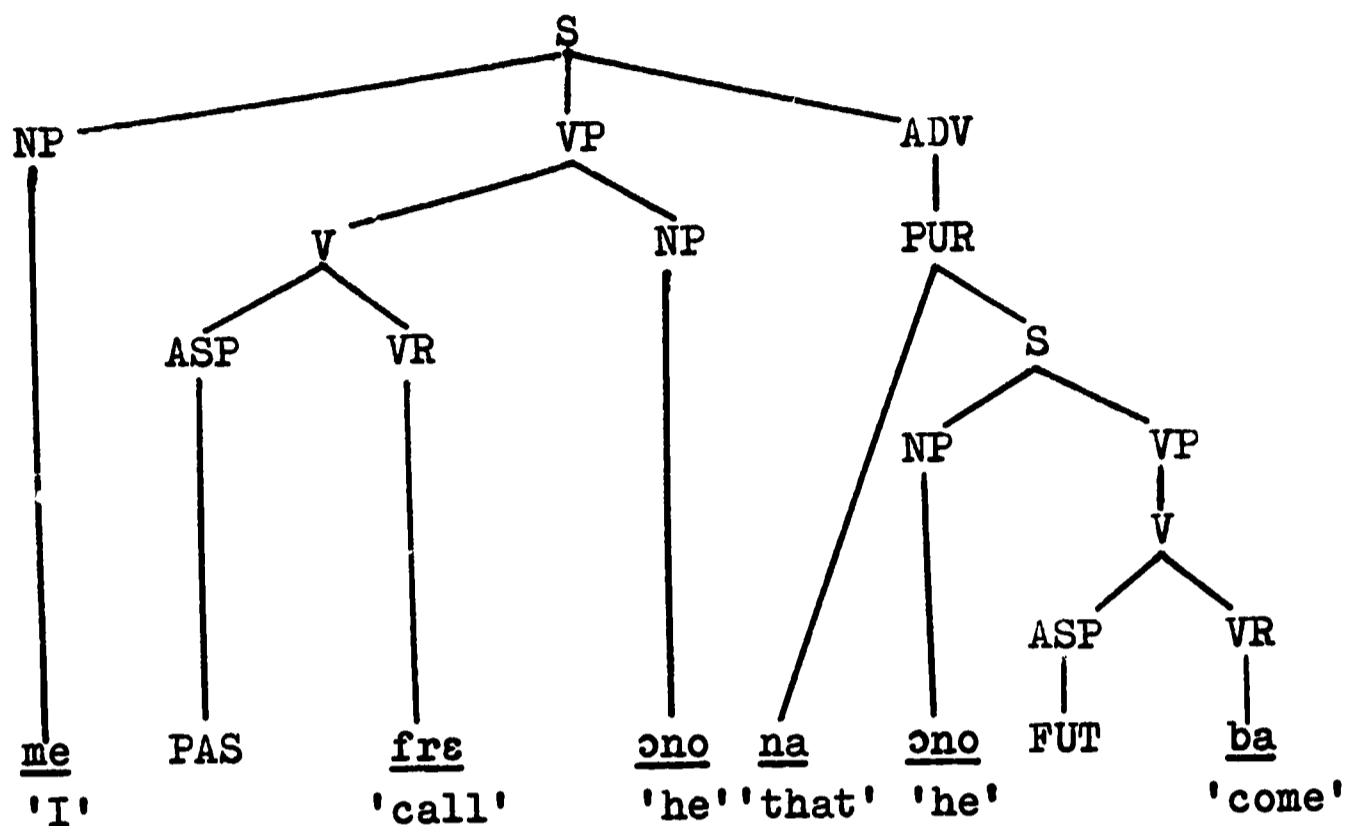 S
NP VP ADV
V NP PUR
ASP VR S
NP VP
V
ASP VR
me PAS frɛ ɔno na ɔno FUT ba
'I' 'call' 'he' 'that' 'he' 'come'